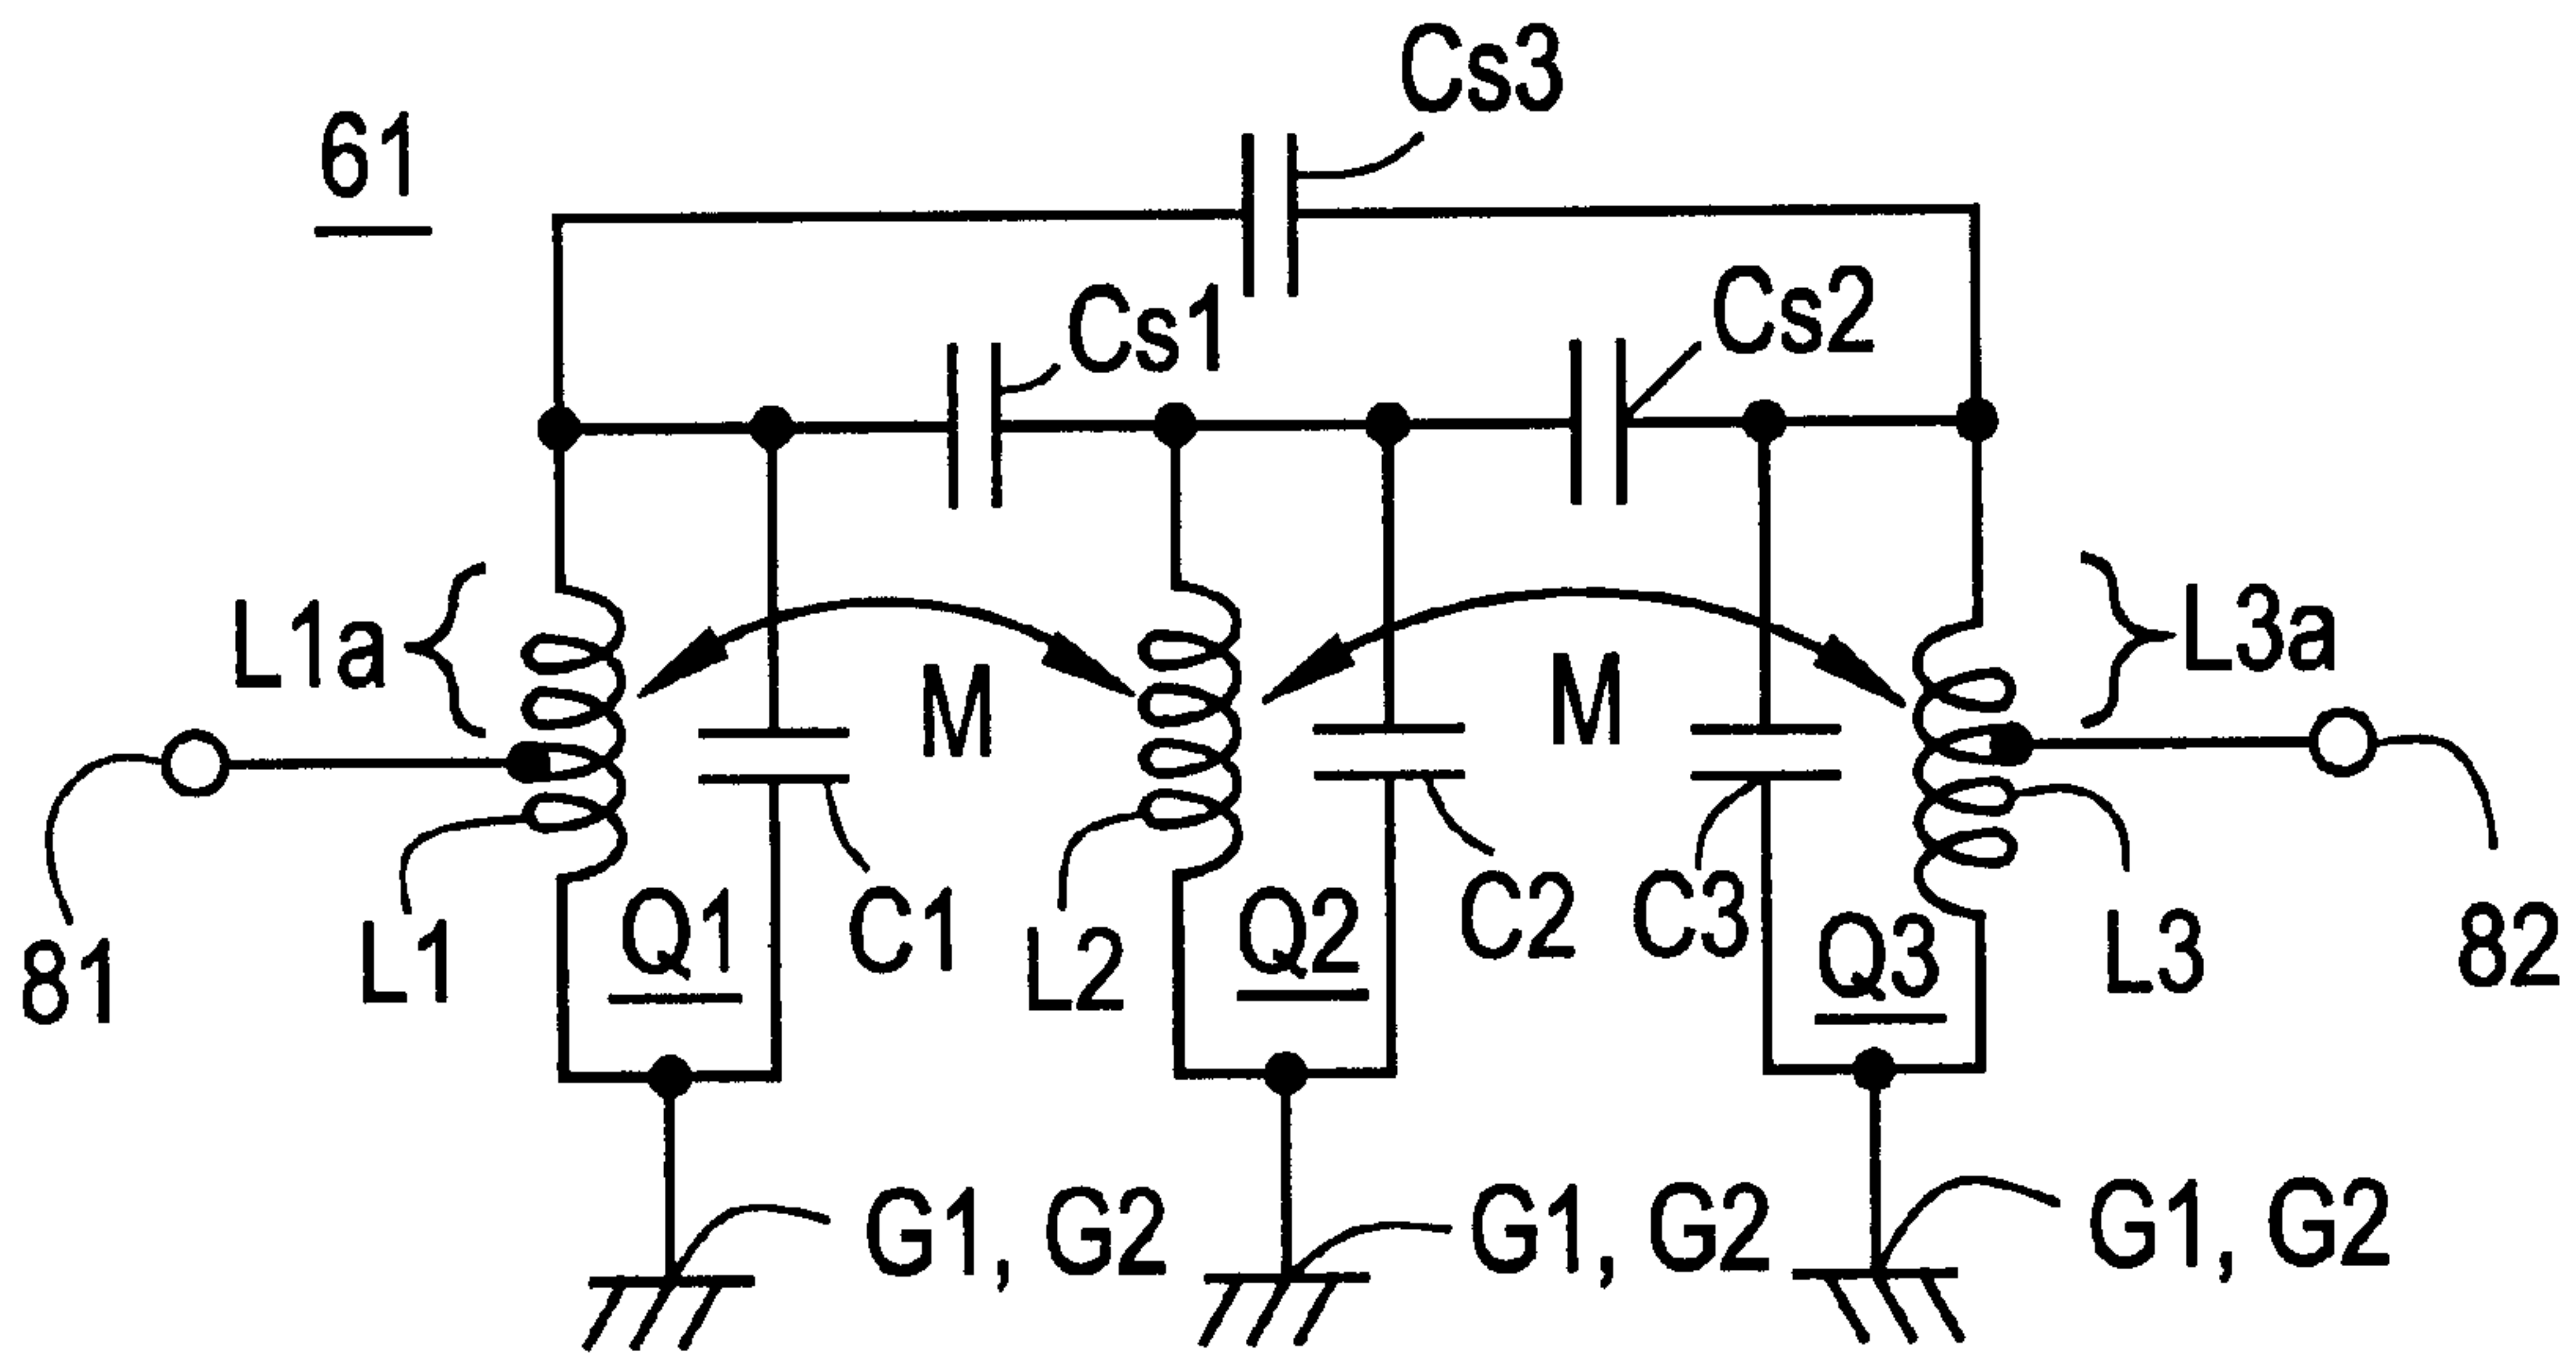 Cs3
61
Cs1
Cs2
L1a
L3a
M
M
81
L1
Q1
C1
L2
Q2
C2
C3
Q3
L3
82
G1, G2
G1, G2
G1, G2